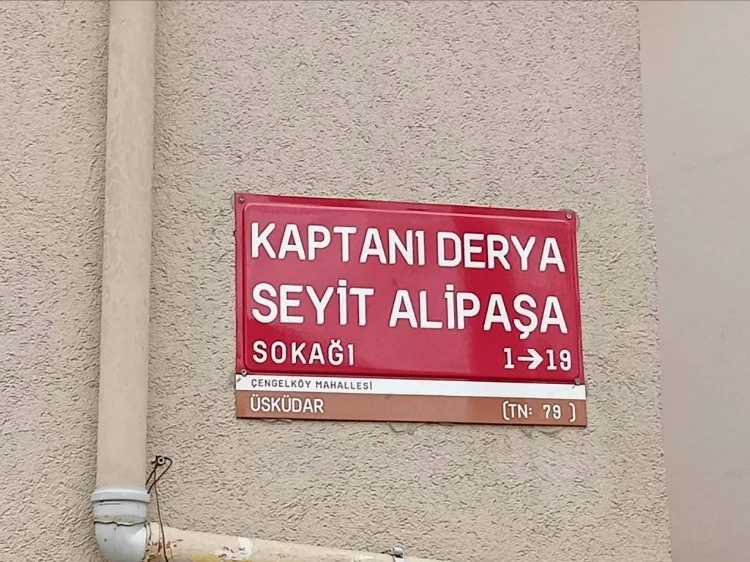 KAPTANI DERYA
SEYİT ALİPAŞA
SOKAĞI 1→19
ÇENGELKÖY MAHALLESİ
ÜSKÜDAR (TN: 79 )